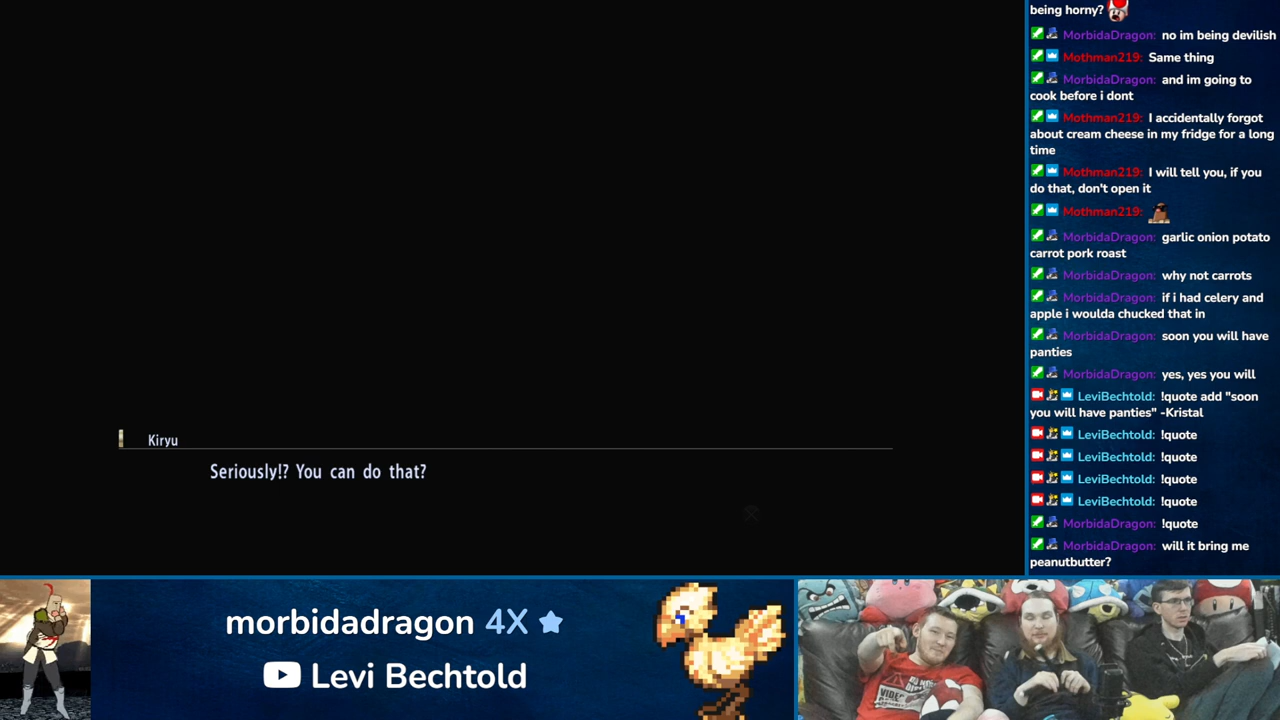 being horny?
MorbidaDragon: no im being devilish
Mothman219: Same thing
MorbidaDragon: and im going to
cook before i dont
Mothman219: I accidentally forgot
about cream cheese in my fridge for a long
time
Mothman219: I will tell you, if you
do that, don't open it
Mothman219:
MorbidaDragon: garlic onion potato
carrot pork roast
MorbidaDragon: why not carrots
MorbidaDragon: if i had celery and
apple i woulda chucked that in
MorbidaDragon: soon you will have
panties
MorbidaDragon: yes, yes you will
LeviBechtold: !quote add "soon
you will have panties" -Kristal
LeviBechtold: !quote
LeviBechtold: !quote
LeviBechtold: !quote
LeviBechtold: !quote
MorbidaDragon: !quote
MorbidaDragon: will it bring me
peanutbutter?
Kiryu
Seriously!? You can do that?
morbidadragon 4X
Levi Bechtold